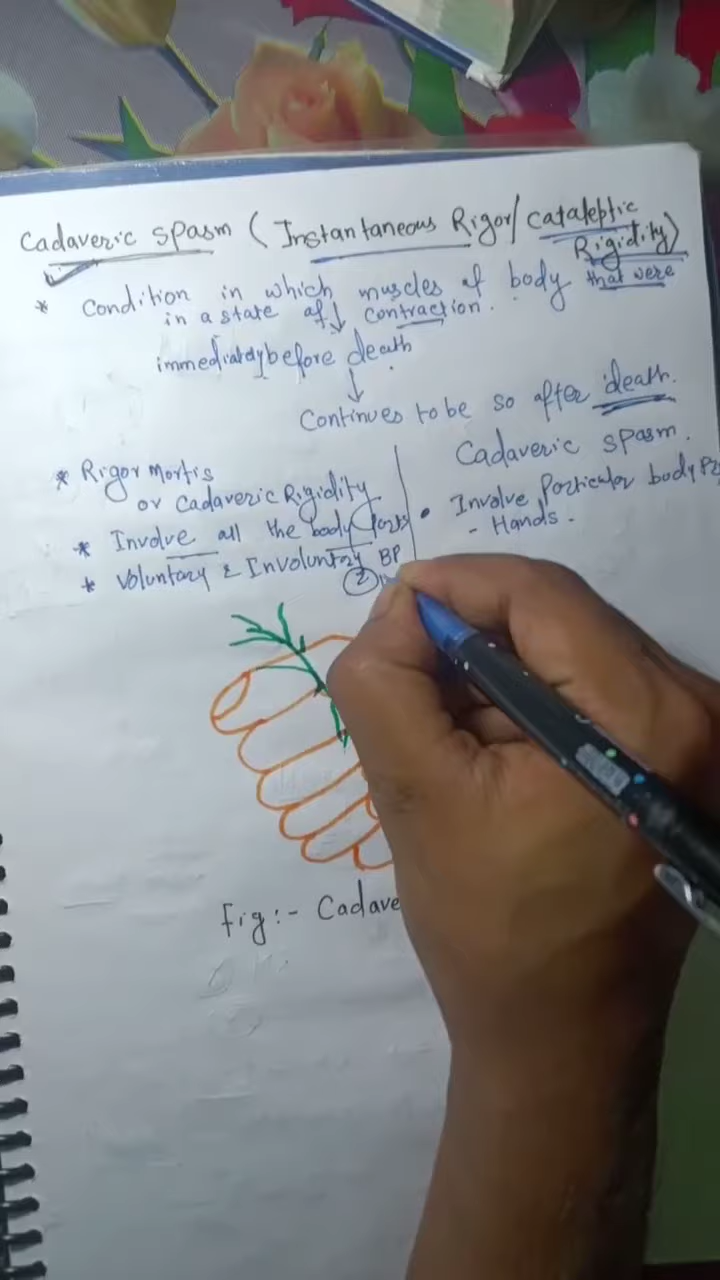 Cadaveric spasm ( Instantaneous Rigor/ Cataleptic
Rigidity)
* Condition in which muscles of body that were
in a state of contraction.
immediately before death
Continues to be so after death.
* Rigor Mortis
or Cadaveric Rigidity
* Involve all the body parts
* Voluntary & Involuntary BP
2
Cadaveric spasm.
• Involve Particular body
- Hands.
Fig:- Cadave